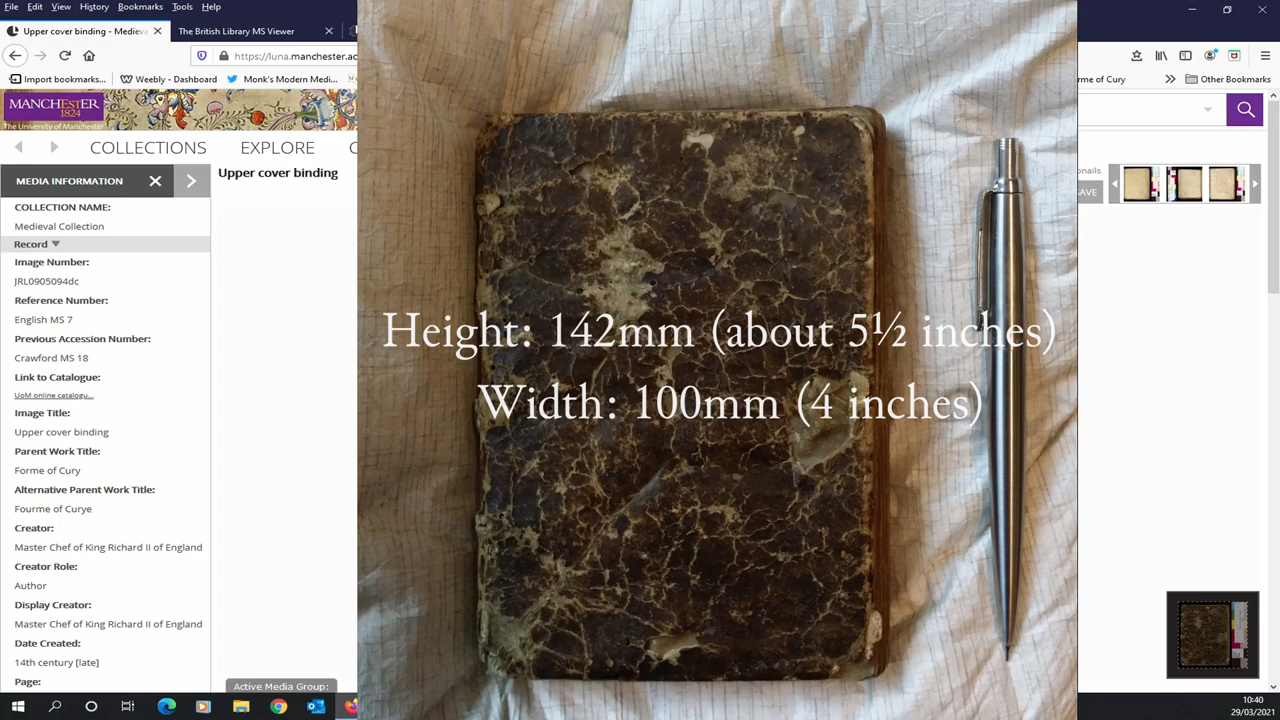 File Edit View History Bookmarks Tools Help
Upper cover binding - Medieva
The British Library MS Viewer
https://luna.manchester.ac
Import bookmarks...
Weebly - Dashboard
Monk's Modern Medi...
rme of Cury
Other Bookmarks
MANCHESTER
1824
The University of Manchester
COLLECTIONS
EXPLORE
C
MEDIA INFORMATION
Upper cover binding
nails
AVE
COLLECTION NAME:
Medieval Collection
Record
Image Number:
JRL0905094dc
Reference Number:
English MS 7
Previous Accession Number:
Crawford MS 18
Link to Catalogue:
UoM online catalogu...
Image Title:
Upper cover binding
Parent Work Title:
Forme of Cury
Alternative Parent Work Title:
Fourme of Curye
Creator:
Master Chef of King Richard II of England
Creator Role:
Author
Display Creator:
Master Chef of King Richard II of England
Date Created:
14th century [late]
Page:
Active Media Group:
Height: 142mm (about 5½ inches)
Width: 100mm (4 inches)
10:40
29/03/2021